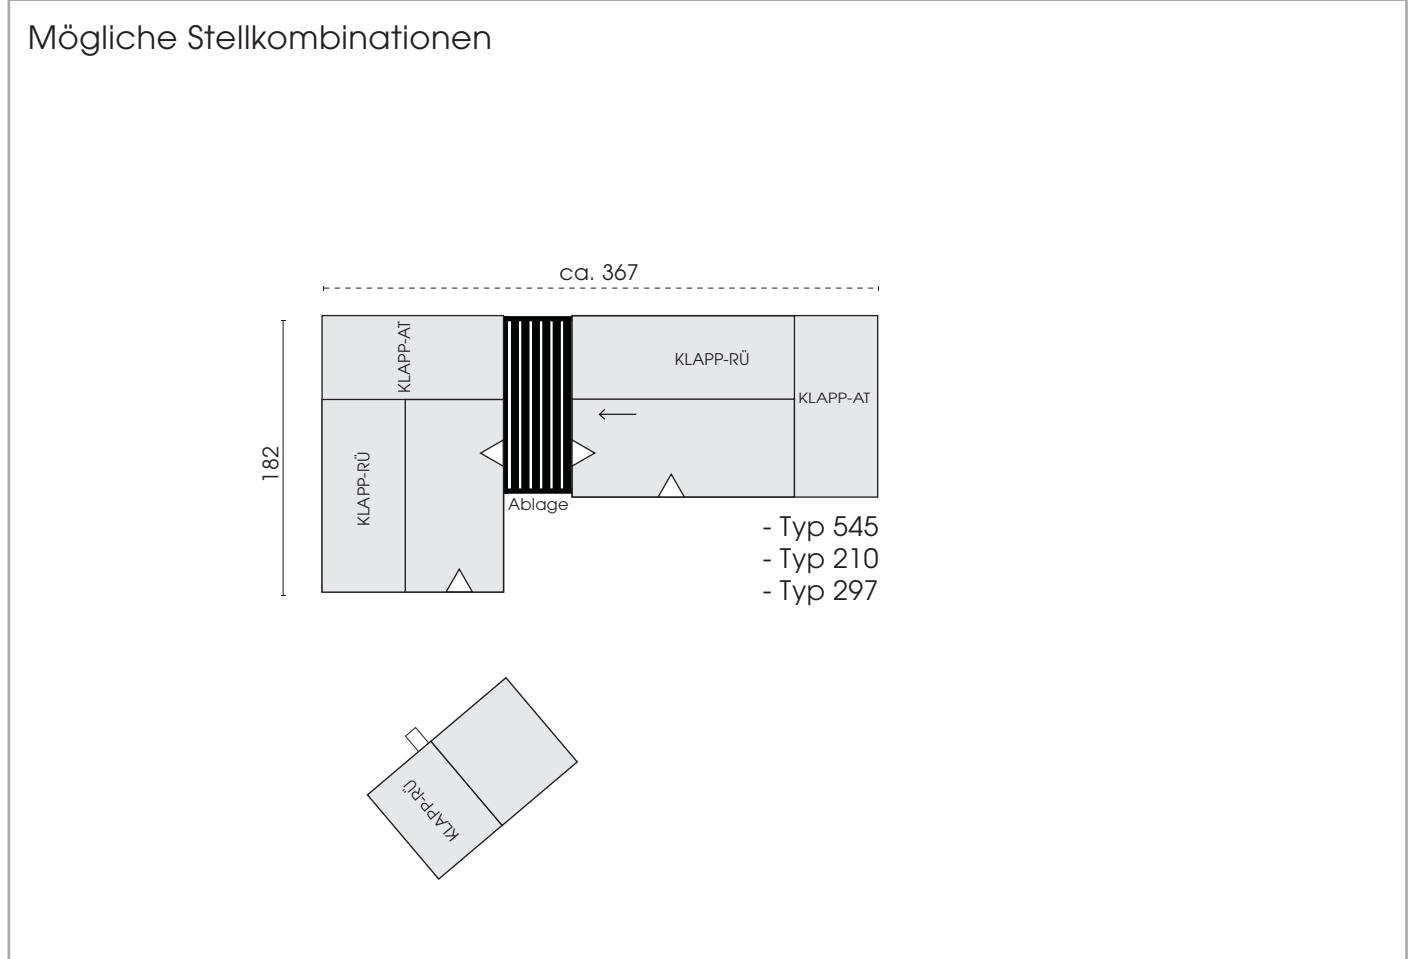 Mögliche Stellkombinationen
ca. 367
182
KLAPP-AT
KLAPP-RÜ
KLAPP-RÜ
KLAPP-AT
Ablage
- Typ 545
- Typ 210
- Typ 297
KLAPP-RÜ